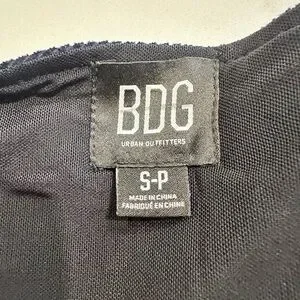 BDG
URBAN OUTFITTERS
S-P
MADE IN CHINA
FABRIQUÉ EN CHINE